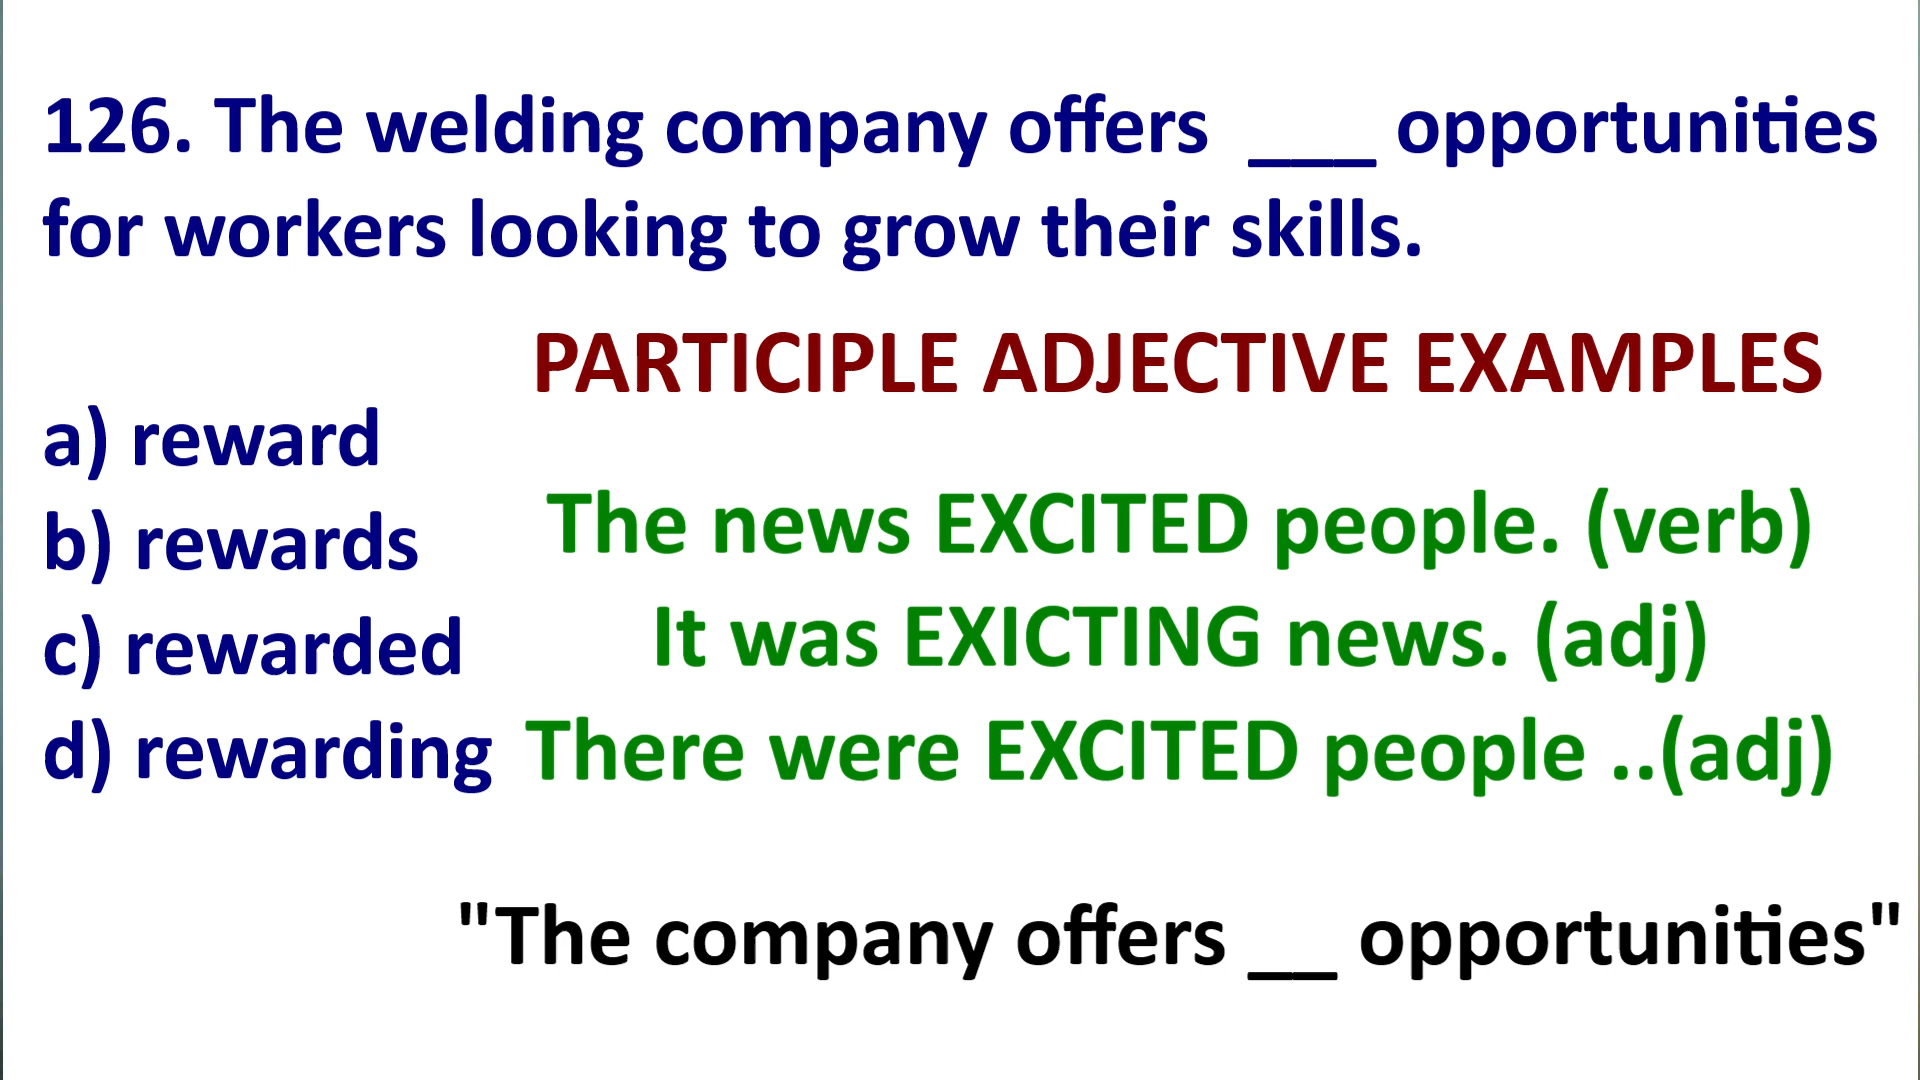 126. The welding company offers ___ opportunities
for workers looking to grow their skills.
PARTICIPLE ADJECTIVE EXAMPLES
a) reward
b) rewards
c) rewarded
d) rewarding
The news EXCITED people. (verb)
It was EXICTING news. (adj)
There were EXCITED people ..(adj)
"The company offers __ opportunities"